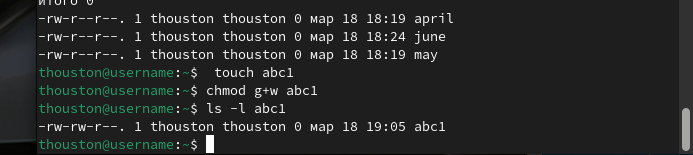 итого 0
-rw-r--r--. 1 thouston thouston 0 мар 18 18:19 april
-rw-r--r--. 1 thouston thouston 0 мар 18 18:24 june
-rw-r--r--. 1 thouston thouston 0 мар 18 18:19 may
thouston@username:~$  touch abc1
thouston@username:~$ chmod g+w abc1
thouston@username:~$ ls -l abc1
-rw-rw-r--. 1 thouston thouston 0 мар 18 19:05 abc1
thouston@username:~$